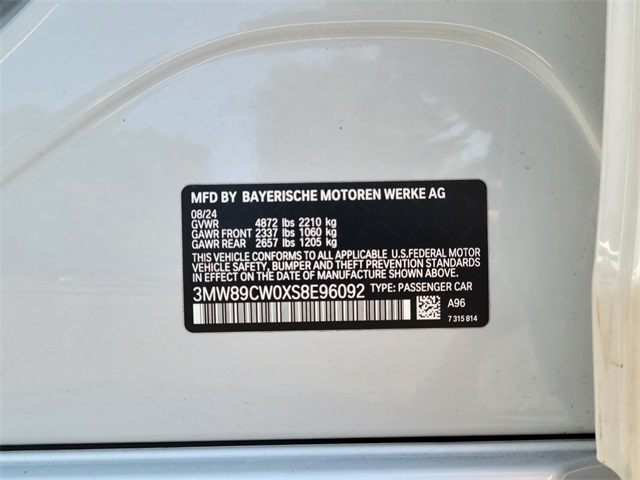 MFD BY BAYERISCHE MOTOREN WERKE AG
08/24
GVWR 4872 lbs 2210 kg
GAWR FRONT 2337 lbs 1060 kg
GAWR REAR 2657 lbs 1205 kg
THIS VEHICLE CONFORMS TO ALL APPLICABLE U.S.FEDERAL MOTOR
VEHICLE SAFETY, BUMPER, AND THEFT PREVENTION STANDARDS
IN EFFECT ON THE DATE OF MANUFACTURE SHOWN ABOVE.
3MW89CW0XS8E96092 TYPE: PASSENGER CAR
A96
7 315 814